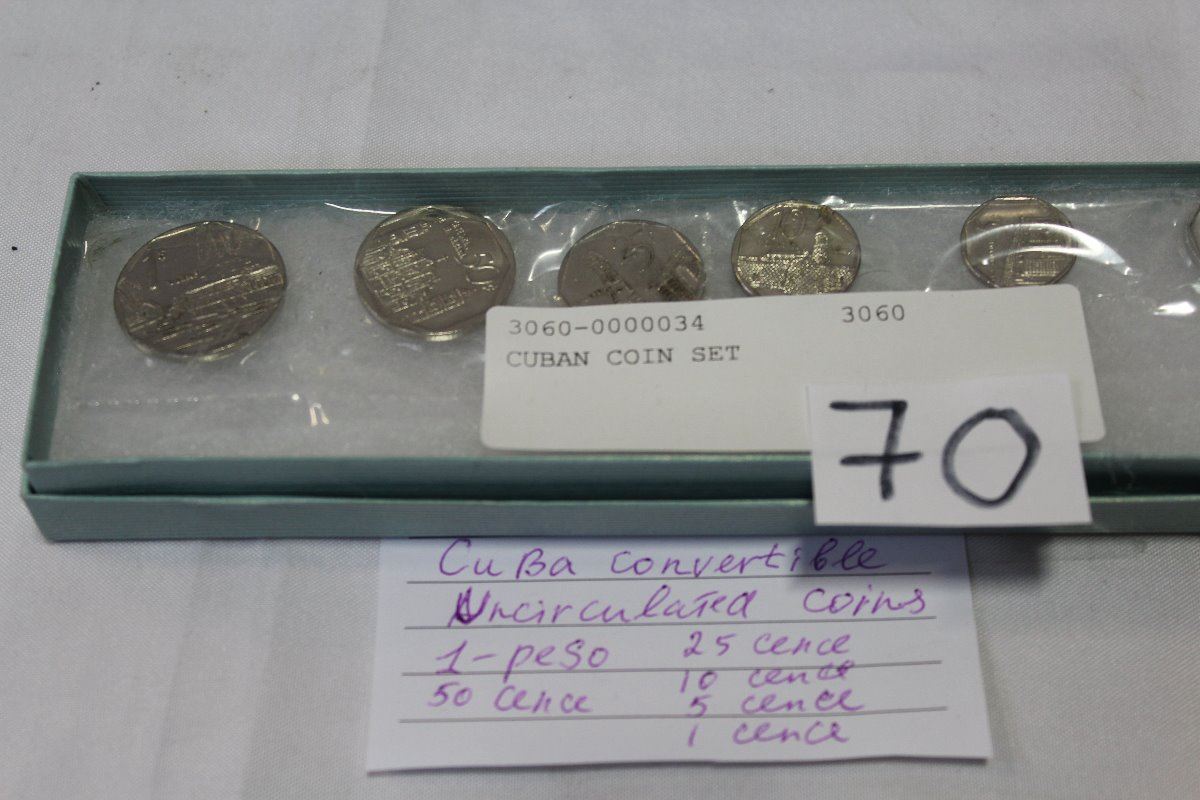 3060-0000034 3060
CUBAN COIN SET
70
CuBa convertible
Uncirculated coins
1-peso 25 cence
10 cence
50 cence 5 cence
1 cence